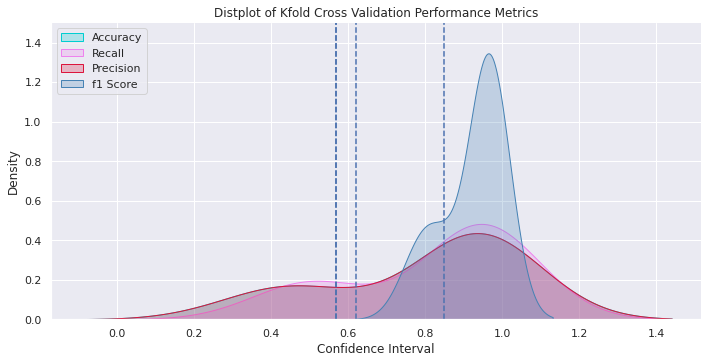 Distplot of Kfold Cross Validation Performance Metrics
1.4
1.2
1.0
0.8
0.6
0.4
0.2
0.0
Density
Accuracy
Recall
Precision
f1 Score
0.0 0.2 0.4 0.6 0.8 1.0 1.2 1.4
Confidence Interval